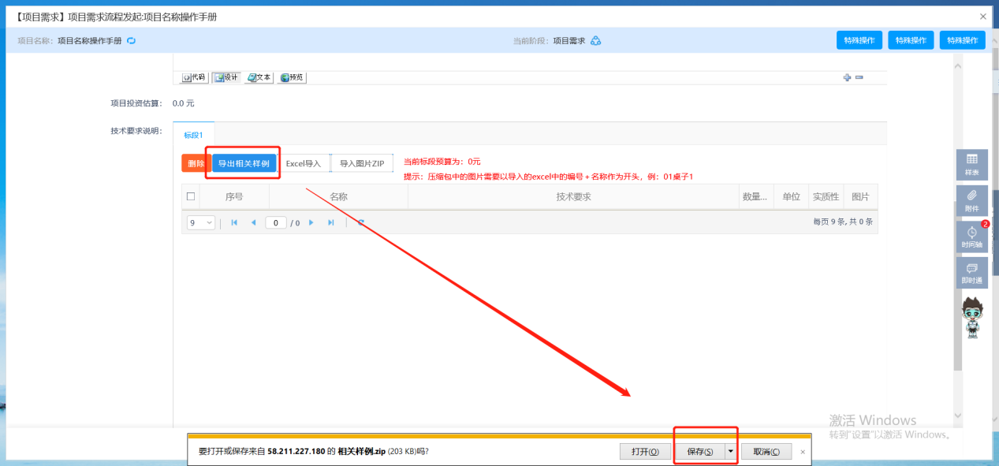 【项目需求】项目需求流程发起:项目名称操作手册
项目名称: 项目名称操作手册
当前阶段: 项目需求
特殊操作 特殊操作 特殊操作
代码 设计 文本 预览
项目投资估算: 0.0 元
技术要求说明:
标段1
删除 导出相关样例 Excel导入 导入图片ZIP
当前标段预算为：0元
提示：压缩包中的图片需要以导入的excel中的编号+名称作为开头，例：01桌子1
序号 名称 技术要求 数量... 单位 实质性 图片
9 0 / 0 每页 9 条, 共 0 条
样表
附件
2
时间轴
即时通
激活 Windows
转到"设置"以激活 Windows。
要打开或保存来自 58.211.227.180 的 相关样例.zip (203 KB)吗?
打开(O) 保存(S) 取消(C)